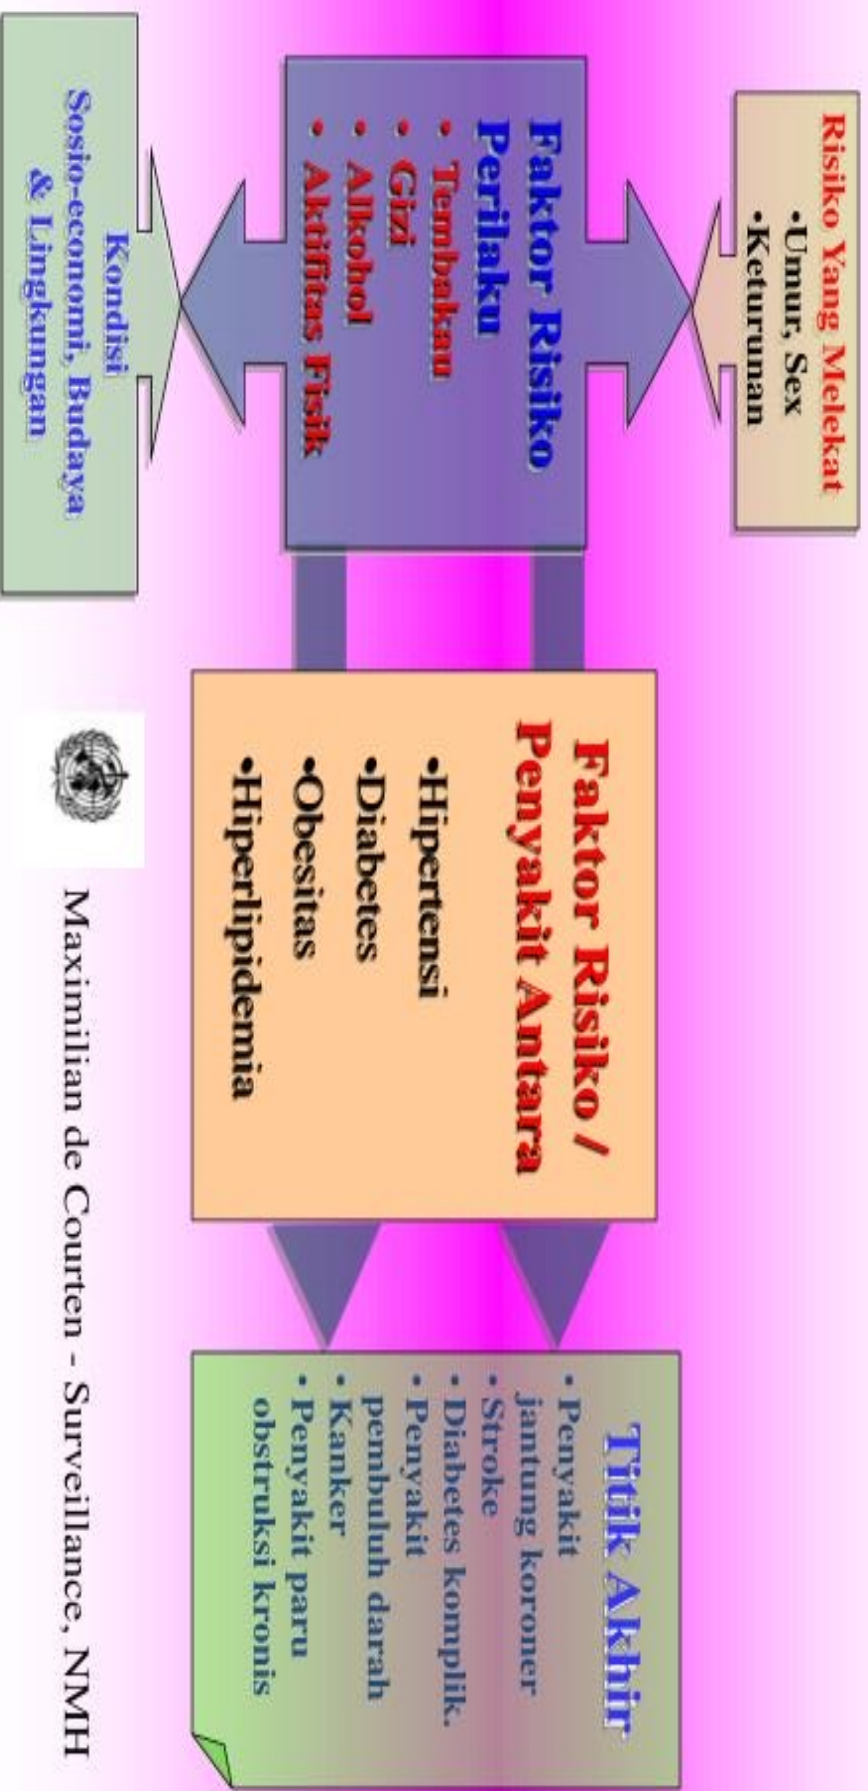 Risiko Yang Melekat
•Umur, Sex
•Keturunan
Faktor Risiko
Perilaku
• Tembakau
• Gizi
• Alkohol
• Aktifitas Fisik
Kondisi
Sosio-economi, Budaya
& Lingkungan
Faktor Risiko /
Penyakit Antara
•Hipertensi
•Diabetes
•Obesitas
•Hiperlipidemia
Titik Akhir
• Penyakit
jantung koroner
• Stroke
• Diabetes komplik.
• Penyakit
pembuluh darah
• Kanker
• Penyakit paru
obstruksi kronis
Maximilian de Courten - Surveillance, NMH